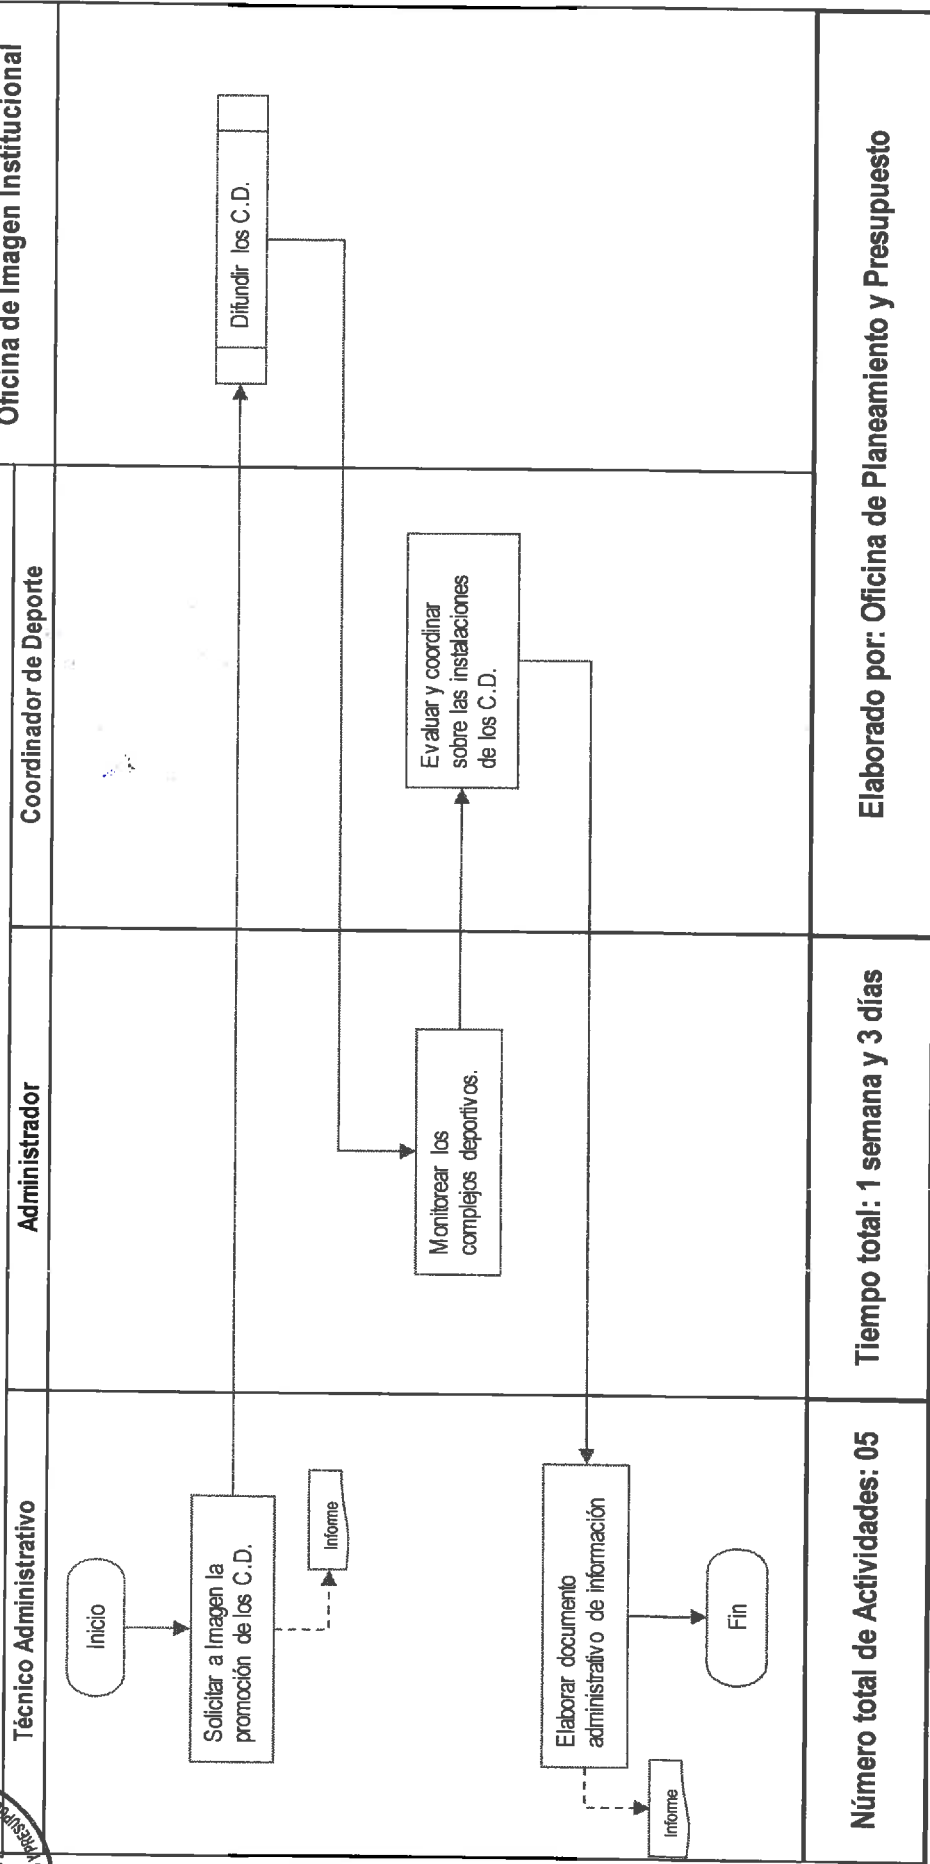 Oficina de Imagen Institucional
Técnico Administrativo
Administrador
Coordinador de Deporte
Inicio
Solicitar a Imagen la
promoción de los C.D.
Informe
Difundir los C.D.
Monitorear los
complejos deportivos.
Evaluar y coordinar
sobre las instalaciones
de los C.D.
Elaborar documento
administrativo de información
Informe
Fin
Número total de Actividades: 05
Tiempo total: 1 semana y 3 días
Elaborado por: Oficina de Planeamiento y Presupuesto